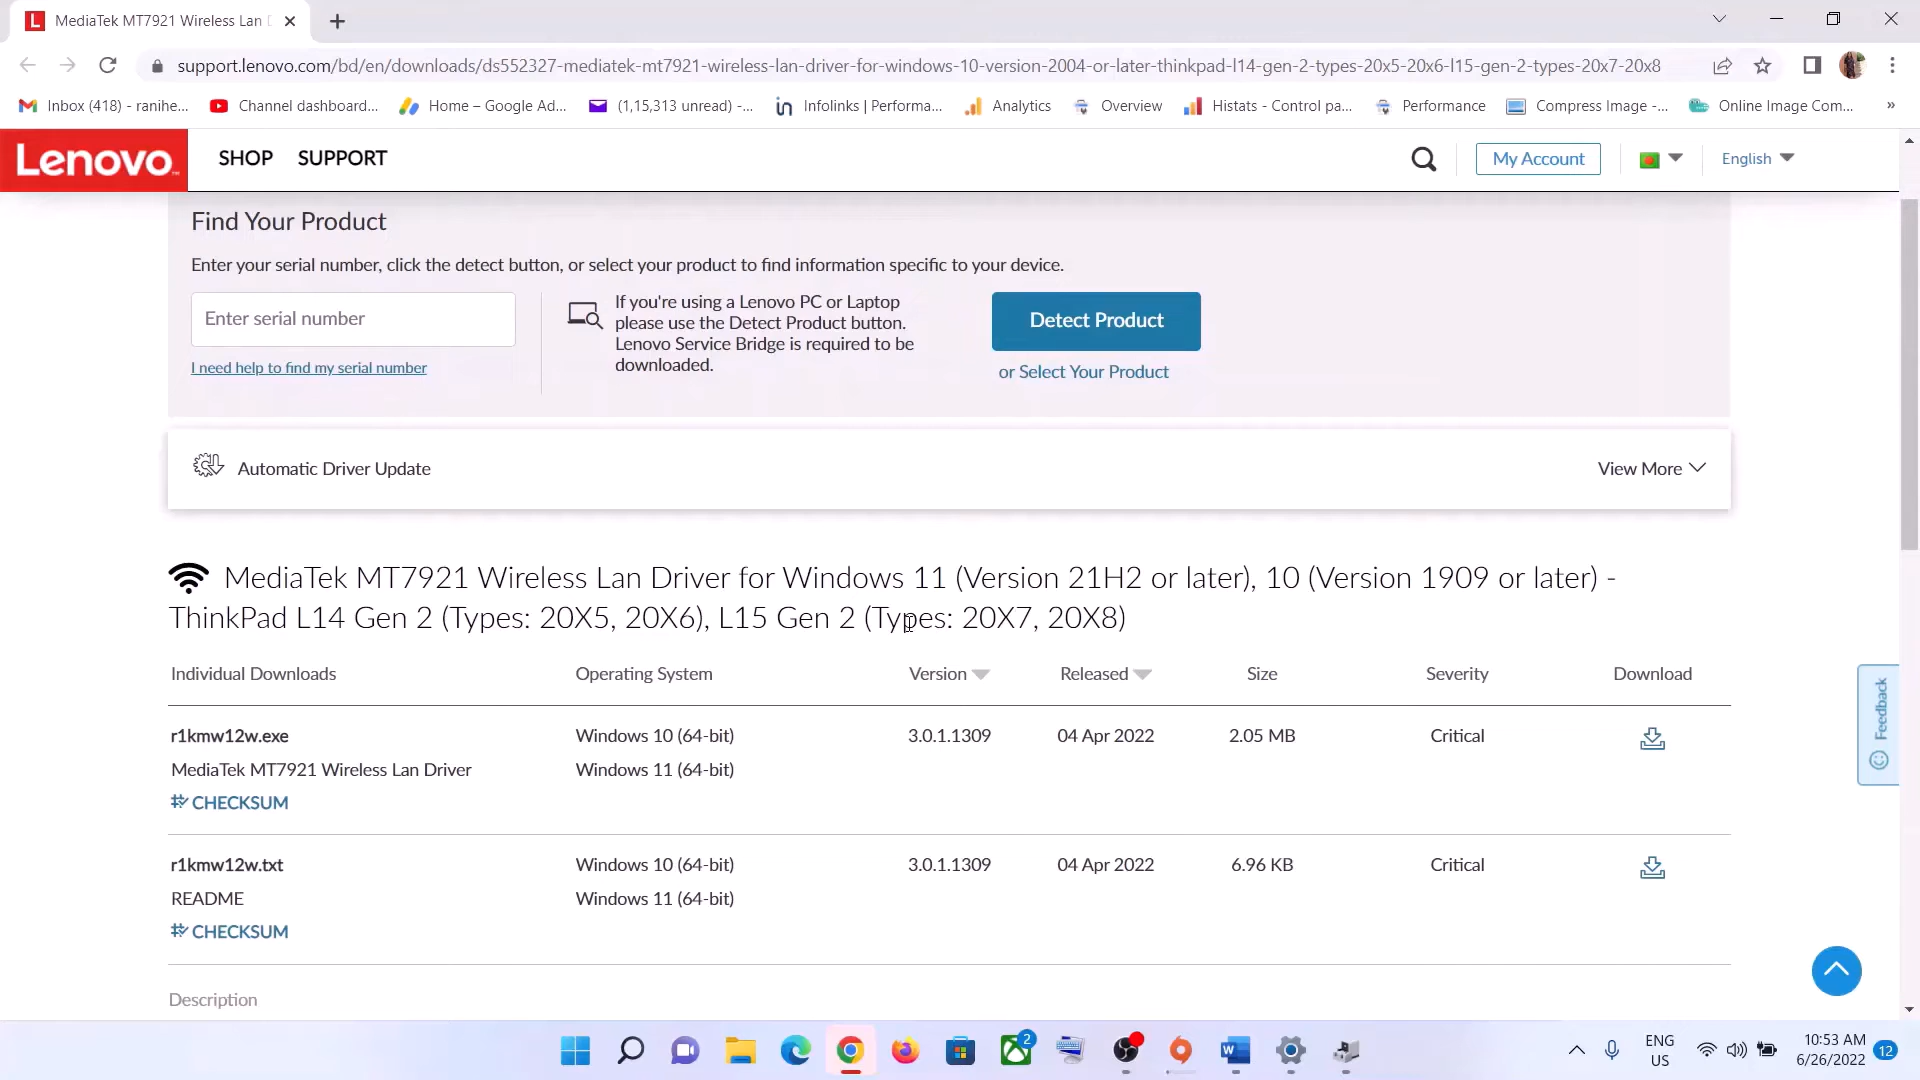 MediaTek MT7921 Wireless Lan D
support.lenovo.com/bd/en/downloads/ds552327-mediatek-mt7921-wireless-lan-driver-for-windows-10-version-2004-or-later-thinkpad-l14-gen-2-types-20x5-20x6-l15-gen-2-types-20x7-20x8
Inbox (418) - ranihe... Channel dashboard... Home – Google Ad... (1,15,313 unread) -... Infolinks | Performa... Analytics Overview Histats - Control pa... Performance Compress Image -... Online Image Com... »
Lenovo SHOP SUPPORT My Account English
Find Your Product
Enter your serial number, click the detect button, or select your product to find information specific to your device.
Enter serial number
I need help to find my serial number
If you're using a Lenovo PC or Laptop
please use the Detect Product button.
Lenovo Service Bridge is required to be
downloaded.
Detect Product
or Select Your Product
Automatic Driver Update View More
MediaTek MT7921 Wireless Lan Driver for Windows 11 (Version 21H2 or later), 10 (Version 1909 or later) -
ThinkPad L14 Gen 2 (Types: 20X5, 20X6), L15 Gen 2 (Types: 20X7, 20X8)
Individual Downloads Operating System Version Released Size Severity Download
r1kmw12w.exe Windows 10 (64-bit) 3.0.1.1309 04 Apr 2022 2.05 MB Critical
MediaTek MT7921 Wireless Lan Driver Windows 11 (64-bit)
CHECKSUM
r1kmw12w.txt Windows 10 (64-bit) 3.0.1.1309 04 Apr 2022 6.96 KB Critical
README Windows 11 (64-bit)
CHECKSUM
Description
Feedback
2
ENG
US
10:53 AM
6/26/2022
12